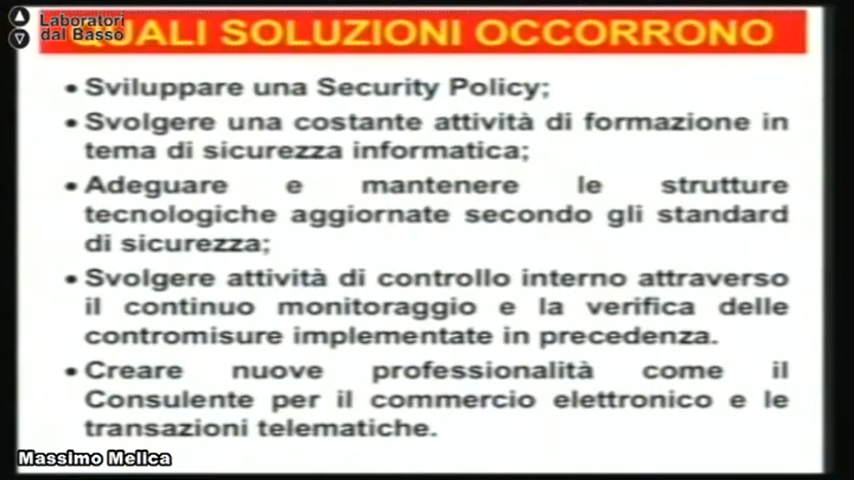 Laboratori
dal Basso
QUALI SOLUZIONI OCCORRONO
• Sviluppare una Security Policy;
• Svolgere una costante attività di formazione in
tema di sicurezza informatica;
• Adeguare e mantenere le strutture
tecnologiche aggiornate secondo gli standard
di sicurezza;
• Svolgere attività di controllo interno attraverso
il continuo monitoraggio e la verifica delle
contromisure implementate in precedenza.
• Creare nuove professionalità come il
Consulente per il commercio elettronico e le
transazioni telematiche.
Massimo Melica